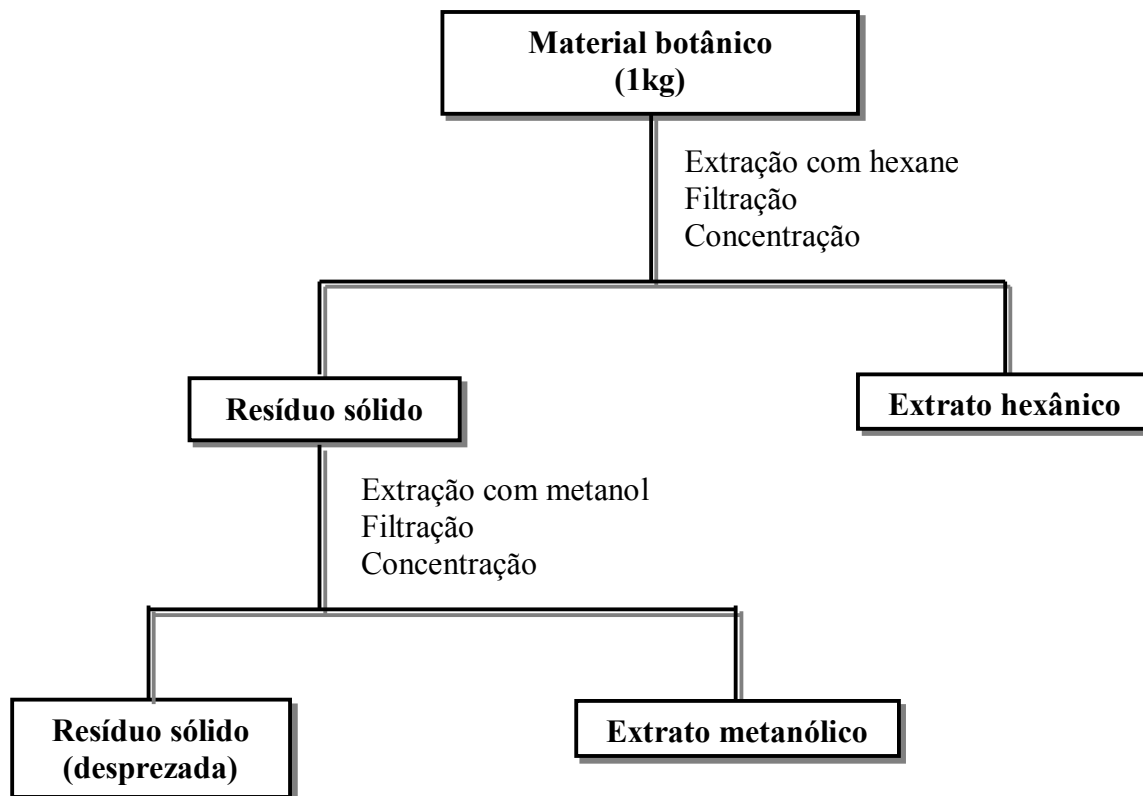 Material botânico
(1kg)
Extração com hexane
Filtração
Concentração
Resíduo sólido
Extrato hexânico
Extração com metanol
Filtração
Concentração
Resíduo sólido
(desprezada)
Extrato metanólico